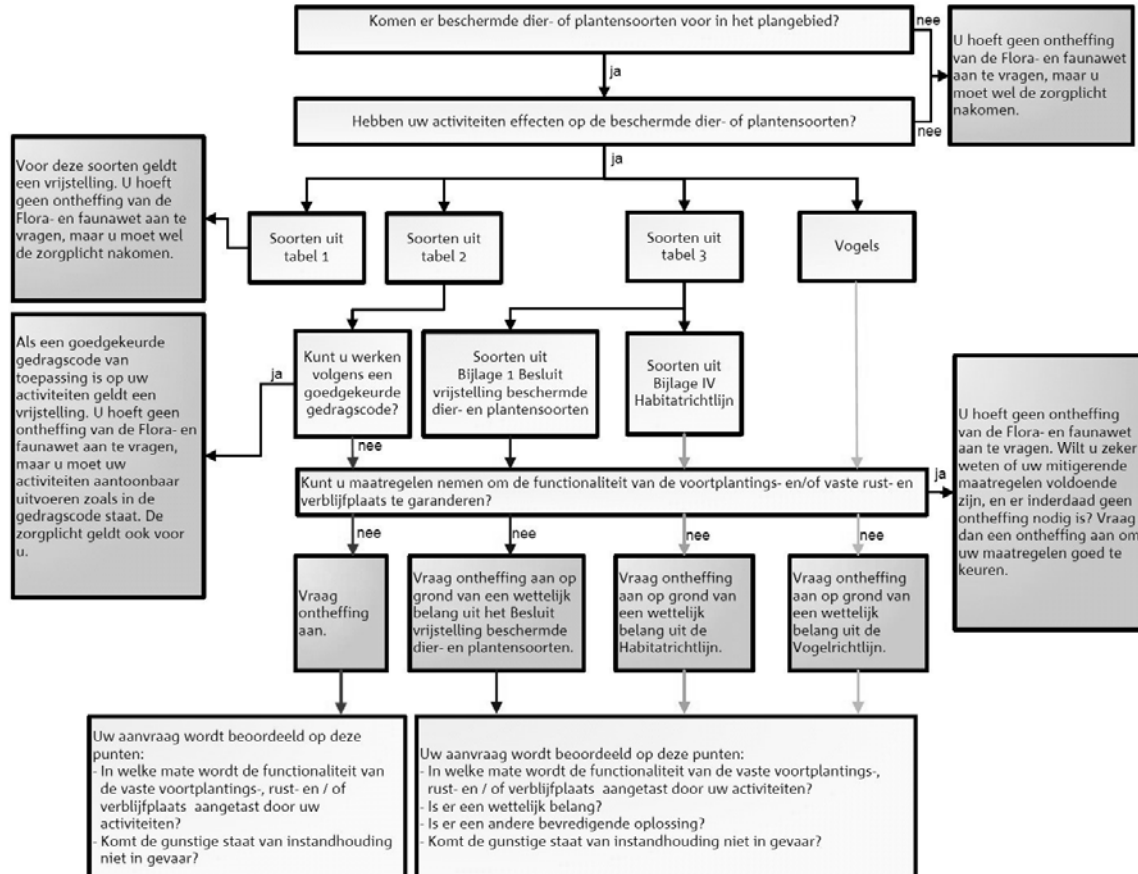 Komen er beschermde dier- of plantensoorten voor in het plangebied?
nee
U hoeft geen ontheffing
van de Flora- en faunawet
aan te vragen, maar u
moet wel de zorgplicht
nakomen.
ja
Hebben uw activiteiten effecten op de beschermde dier- of plantensoorten?
nee
ja
Voor deze soorten geldt
een vrijstelling. U hoeft
geen ontheffing van de
Flora- en faunawet aan te
vragen, maar u moet wel
de zorgplicht nakomen.
Soorten uit
tabel 1
Soorten uit
tabel 2
Soorten uit
tabel 3
Vogels
Als een goedgekeurde
gedragscode van
toepassing is op uw
activiteiten geldt een
vrijstelling. U hoeft geen
ontheffing van de Flora- en
faunawet aan te vragen,
maar u moet uw
activiteiten aantoonbaar
uitvoeren zoals in de
gedragscode staat. De
zorgplicht geldt ook voor
u.
ja
Kunt u werken
volgens een
goedgekeurde
gedragscode?
Soorten uit
Bijlage 1 Besluit
vrijstelling beschermde
dier- en plantensoorten
Soorten uit
Bijlage IV
Habitatrichtlijn
nee
Kunt u maatregelen nemen om de functionaliteit van de voortplantings- en/of vaste rust- en
verblijfplaats te garanderen?
ja
U hoeft geen ontheffing
van de Flora- en faunawet
aan te vragen. Wilt u zeker
weten of uw mitigerende
maatregelen voldoende
zijn, en er inderdaad geen
ontheffing nodig is? Vraag
dan een ontheffing aan om
uw maatregelen goed te
keuren.
nee
nee
nee
nee
Vraag
ontheffing
aan.
Vraag ontheffing aan op
grond van een wettelijk
belang uit het Besluit
vrijstelling beschermde
dier- en plantensoorten.
Vraag ontheffing
aan op grond van
een wettelijk
belang uit de
Habitatrichtlijn.
Vraag ontheffing
aan op grond van
een wettelijk
belang uit de
Vogelrichtlijn.
Uw aanvraag wordt beoordeeld op deze
punten:
- In welke mate wordt de functionaliteit van
de vaste voortplantings-, rust- en / of
verblijfplaats aangetast door uw
activiteiten?
- Komt de gunstige staat van instandhouding
niet in gevaar?
Uw aanvraag wordt beoordeeld op deze punten:
- In welke mate wordt de functionaliteit van de vaste voortplantings-,
rust- en / of verblijfplaats aangetast door uw activiteiten?
- Is er een wettelijk belang?
- Is er een andere bevredigende oplossing?
- Komt de gunstige staat van instandhouding niet in gevaar?